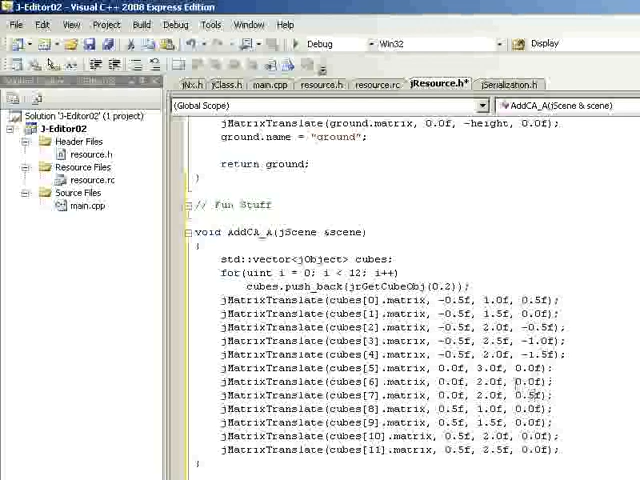 J-Editor02 - Visual C++ 2008 Express Edition
File Edit View Project Build Debug Tools Window Help
Debug Win32 Display
jNx.h jClass.h main.cpp resource.h resource.rc jResource.h* jSerialization.h
(Global Scope) AddCA_A(jScene & scene)
Solution 'J-Editor02' (1 project)
J-Editor02
Header Files
resource.h
Resource Files
resource.rc
Source Files
main.cpp
jMatrixTranslate(ground.matrix, 0.0f, -height, 0.0f);
ground.name = "ground";
return ground;
}
// Fun Stuff
void AddCA_A(jScene &scene)
{
std::vector<jObject> cubes;
for(uint i = 0; i < 12; i++)
cubes.push_back(jrGetCubeObj(0.2));
jMatrixTranslate(cubes[0].matrix, -0.5f, 1.0f, 0.5f);
jMatrixTranslate(cubes[1].matrix, -0.5f, 1.5f, 0.0f);
jMatrixTranslate(cubes[2].matrix, -0.5f, 2.0f, -0.5f);
jMatrixTranslate(cubes[3].matrix, -0.5f, 2.5f, -1.0f);
jMatrixTranslate(cubes[4].matrix, -0.5f, 2.0f, -1.5f);
jMatrixTranslate(cubes[5].matrix, 0.0f, 3.0f, 0.0f);
jMatrixTranslate(cubes[6].matrix, 0.0f, 2.0f, 0.0f);
jMatrixTranslate(cubes[7].matrix, 0.0f, 2.0f, 0.5f);
jMatrixTranslate(cubes[8].matrix, 0.5f, 1.0f, 0.0f);
jMatrixTranslate(cubes[9].matrix, 0.5f, 1.5f, 0.0f);
jMatrixTranslate(cubes[10].matrix, 0.5f, 2.0f, 0.0f);
jMatrixTranslate(cubes[11].matrix, 0.5f, 2.5f, 0.0f);
}